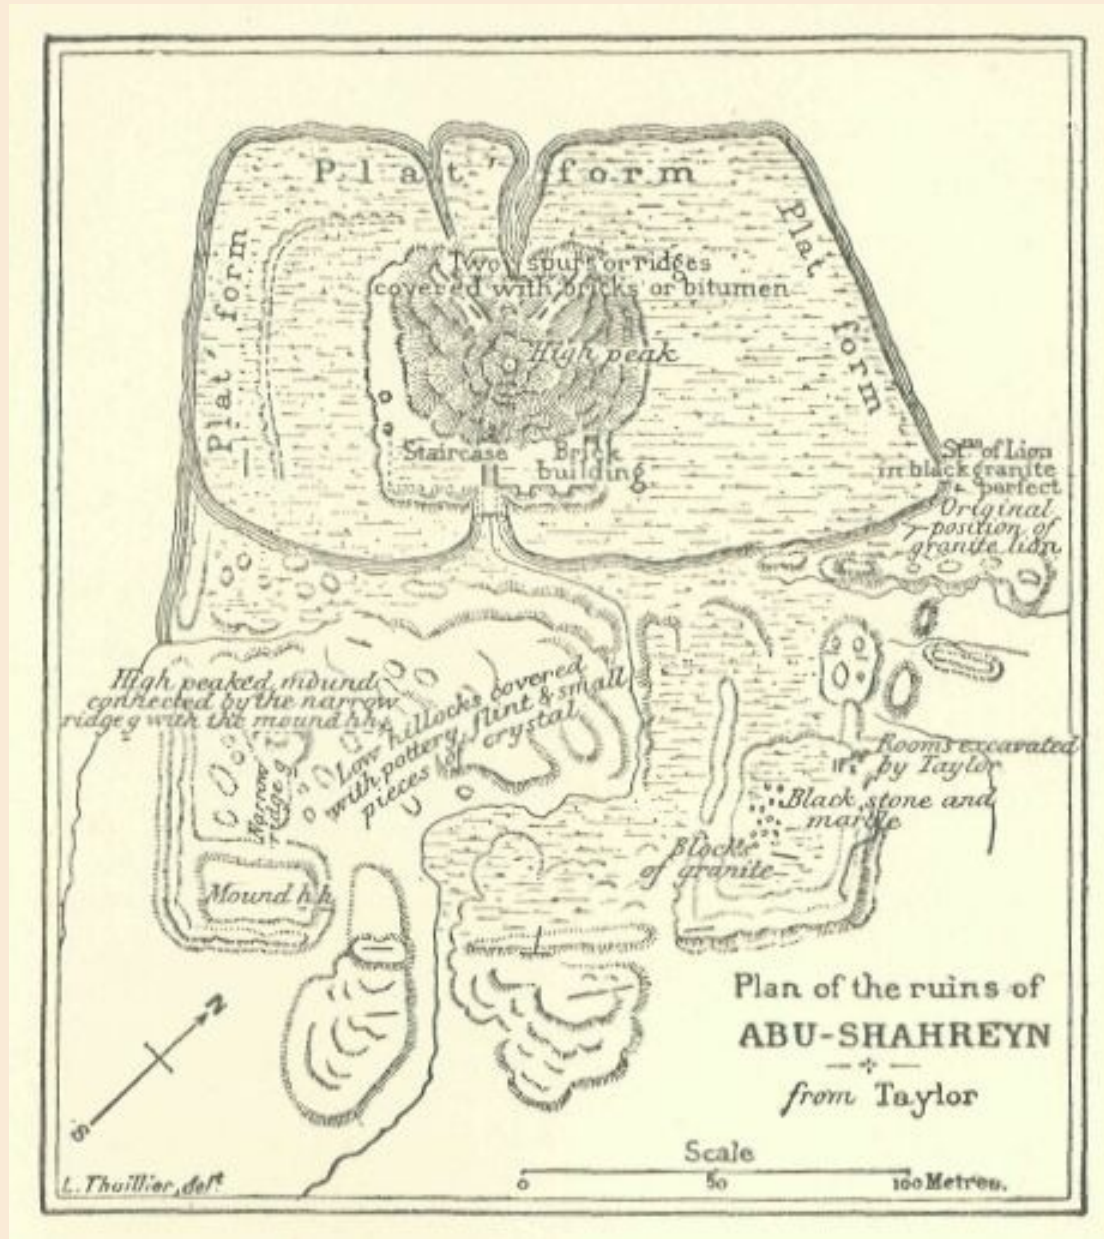 Plat form
Plat form
Plat form
Two spurs or ridges
covered with bricks or bitumen
High peak
Staircase
Brick
building
Stne of Lion
in black granite
perfect
Original
position of
granite lion
High peaked mound
connected by the narrow
ridge g with the mound hh
Narrow
ridge g
Low hillocks covered
with pottery, flint & small
pieces of crystal
Rooms excavated
by Taylor
Black stone and
marble
Blocks
of granite
Mound h h
N
S
Plan of the ruins of
ABU-SHAHREYN
from Taylor
Scale
0 50 100 Metres.
L. Thuillier, delt